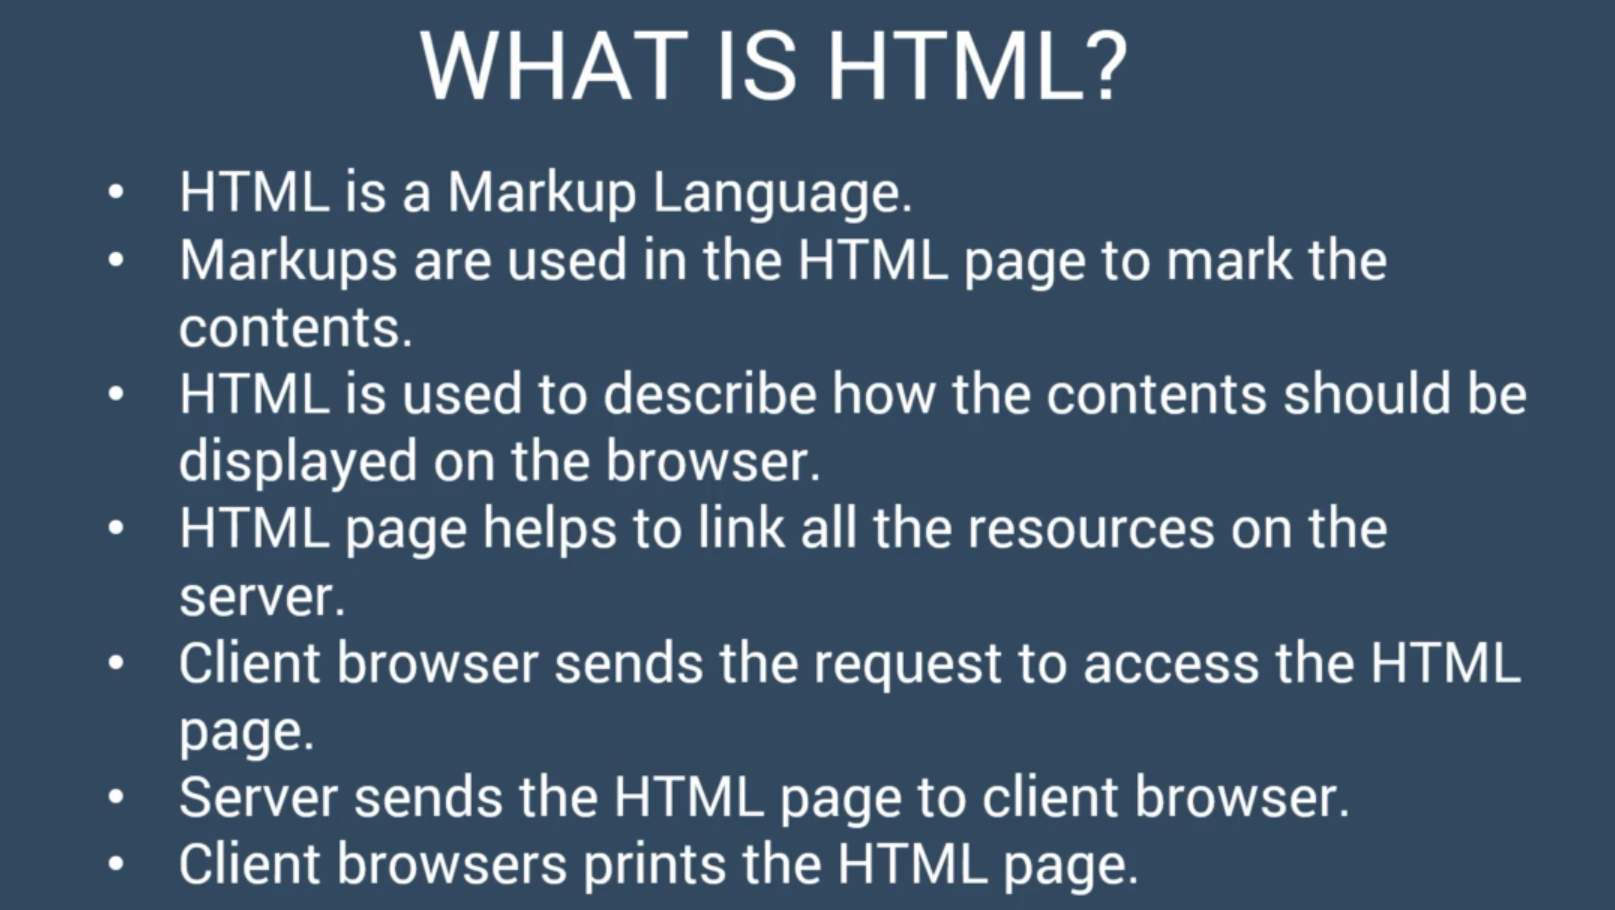 WHAT IS HTML?
• HTML is a Markup Language.
• Markups are used in the HTML page to mark the
contents.
• HTML is used to describe how the contents should be
displayed on the browser.
• HTML page helps to link all the resources on the
server.
• Client browser sends the request to access the HTML
page.
• Server sends the HTML page to client browser.
• Client browsers prints the HTML page.